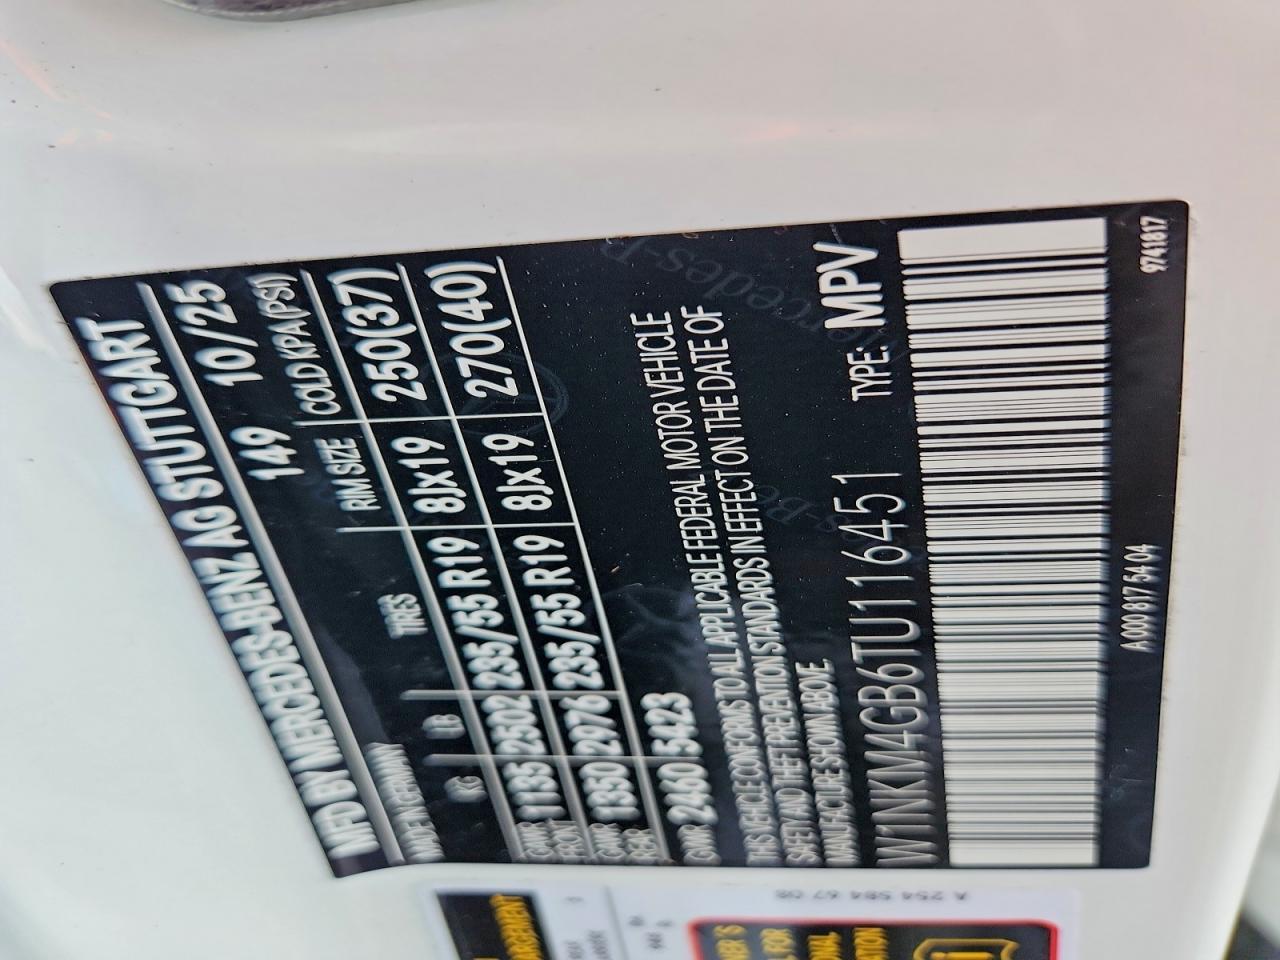 MFD BY MERCEDES-BENZ AG STUTTGART
MADE IN GERMANY 149 10/25
KG LB TIRES RIM SIZE COLD KPA(PSI)
GAWR FRONT 1135 2502 235/55 R19 8Jx19 250(37)
GAWR REAR 1350 2976 235/55 R19 8Jx19 270(40)
GVWR 2460 5423
THIS VEHICLE CONFORMS TO ALL APPLICABLE FEDERAL MOTOR VEHICLE
SAFETY AND THEFT PREVENTION STANDARDS IN EFFECT ON THE DATE OF
MANUFACTURE SHOWN ABOVE.
W1NKM4GB6TU116451 TYPE: MPV
A 000 817 54 04 9741817
A 254 584 67 08